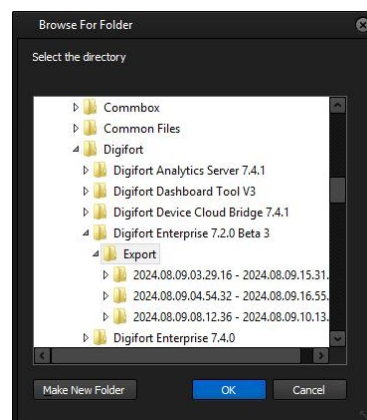 Browse For Folder
Select the directory
Commbox
Common Files
Digifort
Digifort Analytics Server 7.4.1
Digifort Dashboard Tool V3
Digifort Device Cloud Bridge 7.4.1
Digifort Enterprise 7.2.0 Beta 3
Export
2024.08.09.03.29.16 - 2024.08.09.15.31.
2024.08.09.04.54.32 - 2024.08.09.16.55.
2024.08.09.08.12.36 - 2024.08.09.10.13.
Digifort Enterprise 7.4.0
Make New Folder OK Cancel